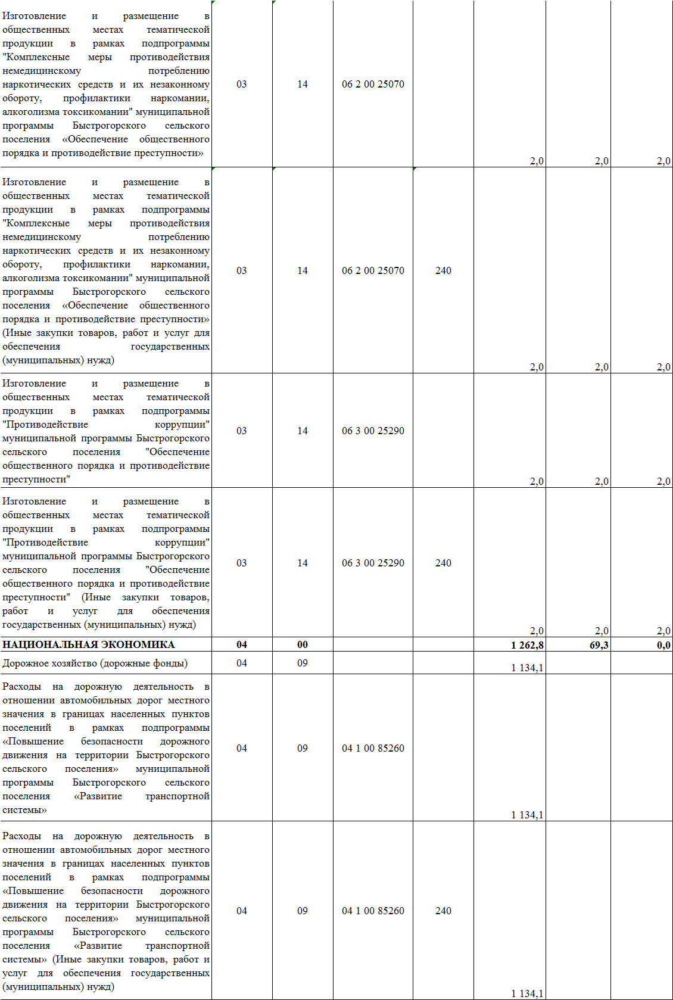 Изготовление и размещение в
общественных местах тематической
продукции в рамках подпрограммы
"Комплексные меры противодействия
немедицинскому потреблению
наркотических средств и их незаконному
обороту, профилактики наркомании,
алкоголизма токсикомании" муниципальной
программы Быстрогорского сельского
поселения «Обеспечение общественного
порядка и противодействие преступности»
03 14 06 2 00 25070 2,0 2,0 2,0
Изготовление и размещение в
общественных местах тематической
продукции в рамках подпрограммы
"Комплексные меры противодействия
немедицинскому потреблению
наркотических средств и их незаконному
обороту, профилактики наркомании,
алкоголизма токсикомании" муниципальной
программы Быстрогорского сельского
поселения «Обеспечение общественного
порядка и противодействие преступности»
(Иные закупки товаров, работ и услуг для
обеспечения государственных
(муниципальных) нужд)
03 14 06 2 00 25070 240 2,0 2,0 2,0
Изготовление и размещение в
общественных местах тематической
продукции в рамках подпрограммы
"Противодействие коррупции"
муниципальной программы Быстрогорского
сельского поселения "Обеспечение
общественного порядка и противодействие
преступности"
03 14 06 3 00 25290 2,0 2,0 2,0
Изготовление и размещение в
общественных местах тематической
продукции в рамках подпрограммы
"Противодействие коррупции"
муниципальной программы Быстрогорского
сельского поселения "Обеспечение
общественного порядка и противодействие
преступности" (Иные закупки товаров,
работ и услуг для обеспечения
государственных (муниципальных) нужд)
03 14 06 3 00 25290 240 2,0 2,0 2,0
НАЦИОНАЛЬНАЯ ЭКОНОМИКА 04 00 1 262,8 69,3 0,0
Дорожное хозяйство (дорожные фонды) 04 09 1 134,1
Расходы на дорожную деятельность в
отношении автомобильных дорог местного
значения в границах населенных пунктов
поселений в рамках подпрограммы
«Повышение безопасности дорожного
движения на территории Быстрогорского
сельского поселения» муниципальной
программы Быстрогорского сельского
поселения «Развитие транспортной
системы»
04 09 04 1 00 85260 1 134,1
Расходы на дорожную деятельность в
отношении автомобильных дорог местного
значения в границах населенных пунктов
поселений в рамках подпрограммы
«Повышение безопасности дорожного
движения на территории Быстрогорского
сельского поселения» муниципальной
программы Быстрогорского сельского
поселения «Развитие транспортной
системы» (Иные закупки товаров, работ и
услуг для обеспечения государственных
(муниципальных) нужд)
04 09 04 1 00 85260 240 1 134,1